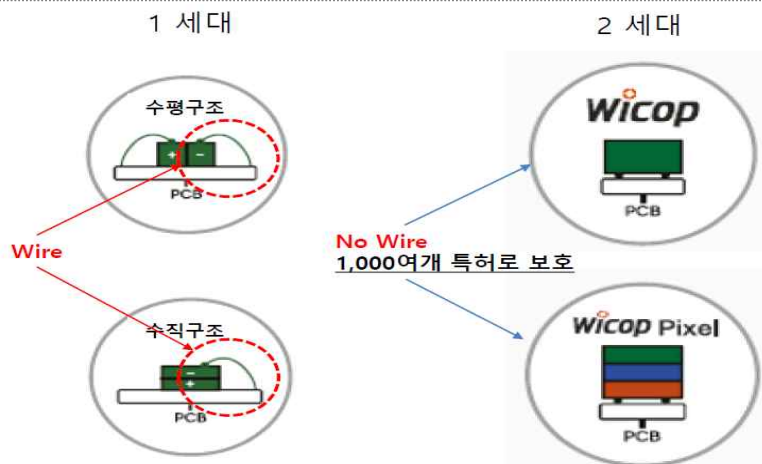 1 세대
2 세대
수평구조
+ -
PCB
Wicop
PCB
Wire
No Wire
1,000여개 특허로 보호
수직구조
-
+
PCB
Wicop Pixel
PCB